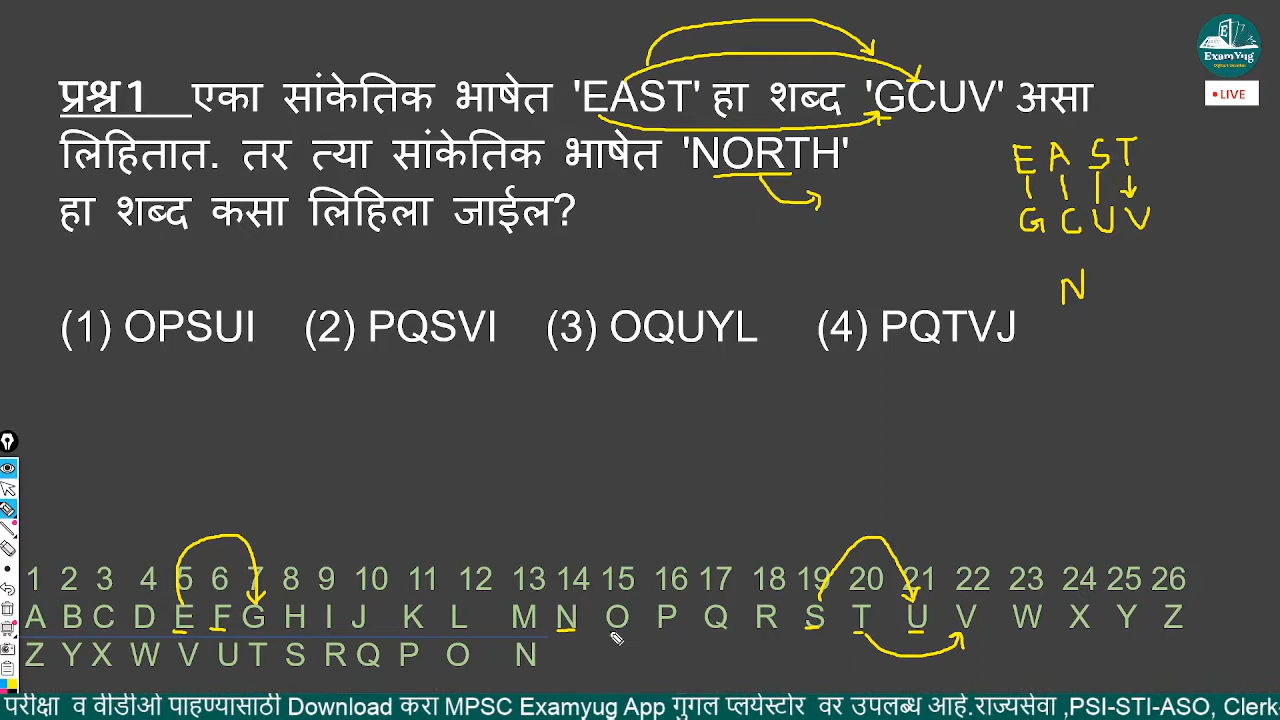 प्रश्न1 एका सांकेतिक भाषेत 'EAST' हा शब्द 'GCUV' असा
लिहितात. तर त्या सांकेतिक भाषेत 'NORTH'
हा शब्द कसा लिहिला जाईल?
ExamYug
• LIVE
E A S T
G C U V
N
(1) OPSUI (2) PQSVI (3) OQUYL (4) PQTVJ
1 2 3 4 5 6 7 8 9 10 11 12 13 14 15 16 17 18 19 20 21 22 23 24 25 26
A B C D E F G H I J K L M N O P Q R S T U V W X Y Z
Z Y X W V U T S R Q P O N
परीक्षा व वीडीओ पाहण्यासाठी Download करा MPSC Examyug App गुगल प्लयेस्टोर वर उपलब्ध आहे.राज्यसेवा ,PSI-STI-ASO, Clerk